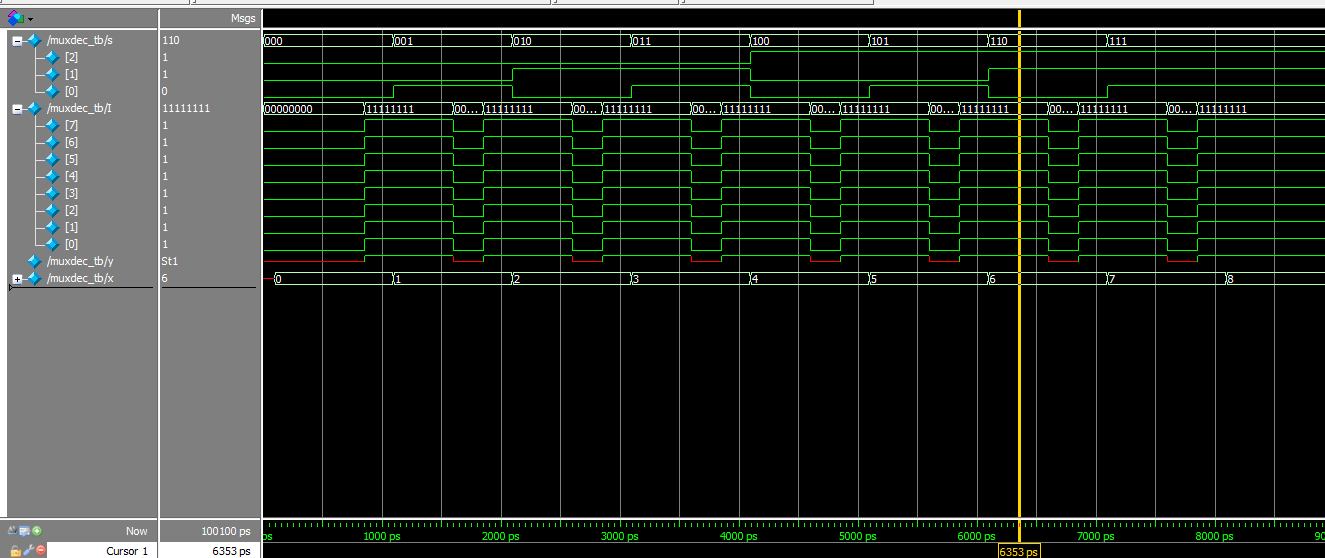 Msgs
/muxdec_tb/s 110 000 001 010 011 100 101 110 111
[2] 1
[1] 1
[0] 0
/muxdec_tb/I 11111111 00000000 11111111 00... 11111111 00... 11111111 00... 11111111 00... 11111111 00... 11111111 00... 11111111 00... 11111111
[7] 1
[6] 1
[5] 1
[4] 1
[3] 1
[2] 1
[1] 1
[0] 1
/muxdec_tb/y St1
/muxdec_tb/x 6 0 1 2 3 4 5 6 7 8
Now 100100 ps ps 1000 ps 2000 ps 3000 ps 4000 ps 5000 ps 6000 ps 7000 ps 8000 ps 90
Cursor 1 6353 ps 6353 ps